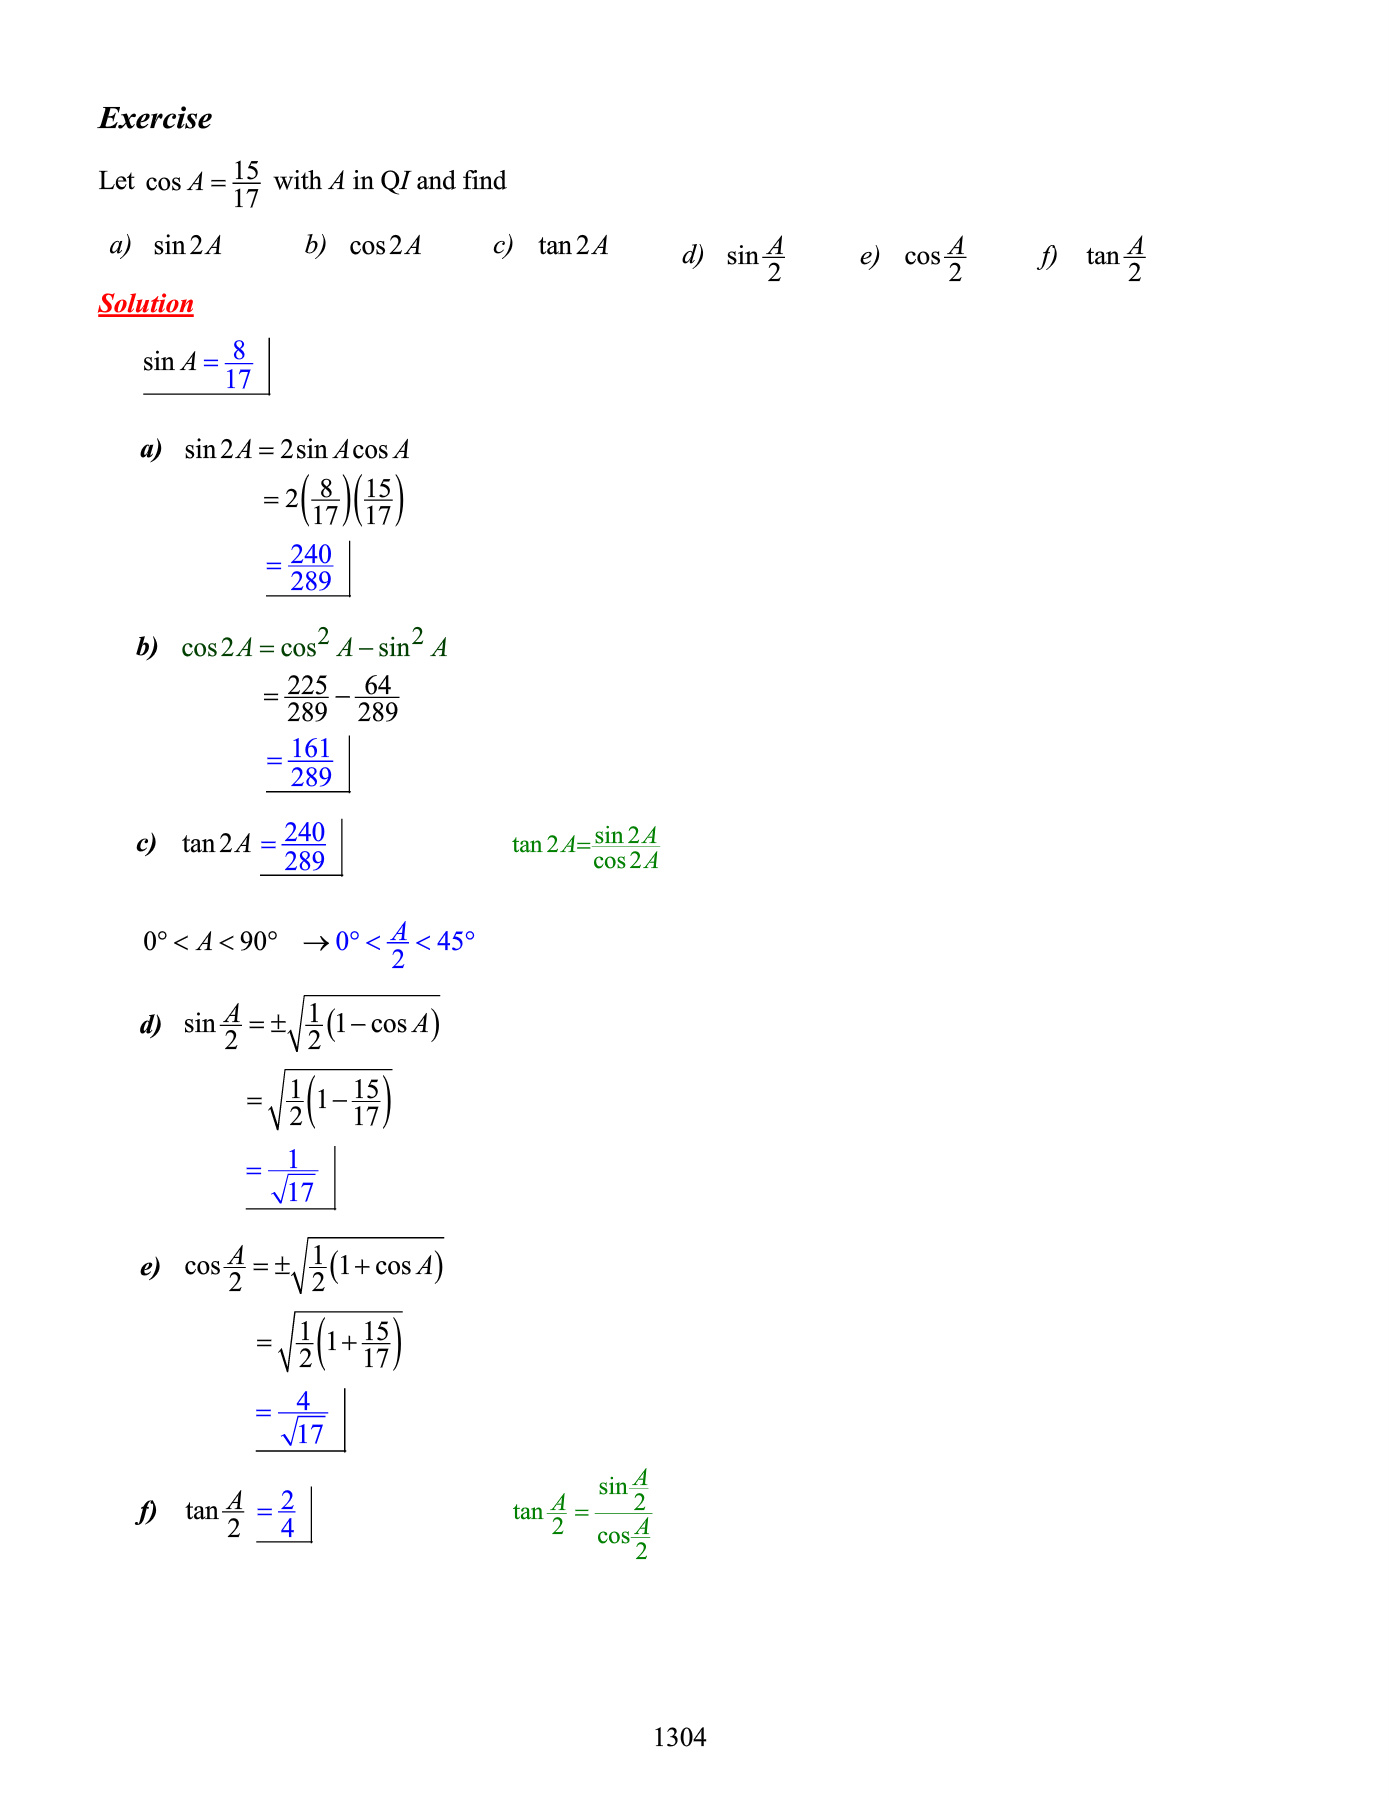 Exercise
Let cos A = 15/17 with A in QI and find
a) sin 2A b) cos 2A c) tan 2A d) sin A/2 e) cos A/2 f) tan A/2
Solution
sin A = 8/17
a) sin 2A = 2 sin A cos A
= 2(8/17)(15/17)
= 240/289
b) cos 2A = cos² A − sin² A
= 225/289 − 64/289
= 161/289
c) tan 2A = 240/289 tan 2A = sin 2A/cos 2A
0° < A < 90° → 0° < A/2 < 45°
d) sin A/2 = ±√(1/2(1 − cos A))
= √(1/2(1 − 15/17))
= 1/√17
e) cos A/2 = ±√(1/2(1 + cos A))
= √(1/2(1 + 15/17))
= 4/√17
f) tan A/2 = 2/4 tan A/2 = (sin A/2)/(cos A/2)
1304